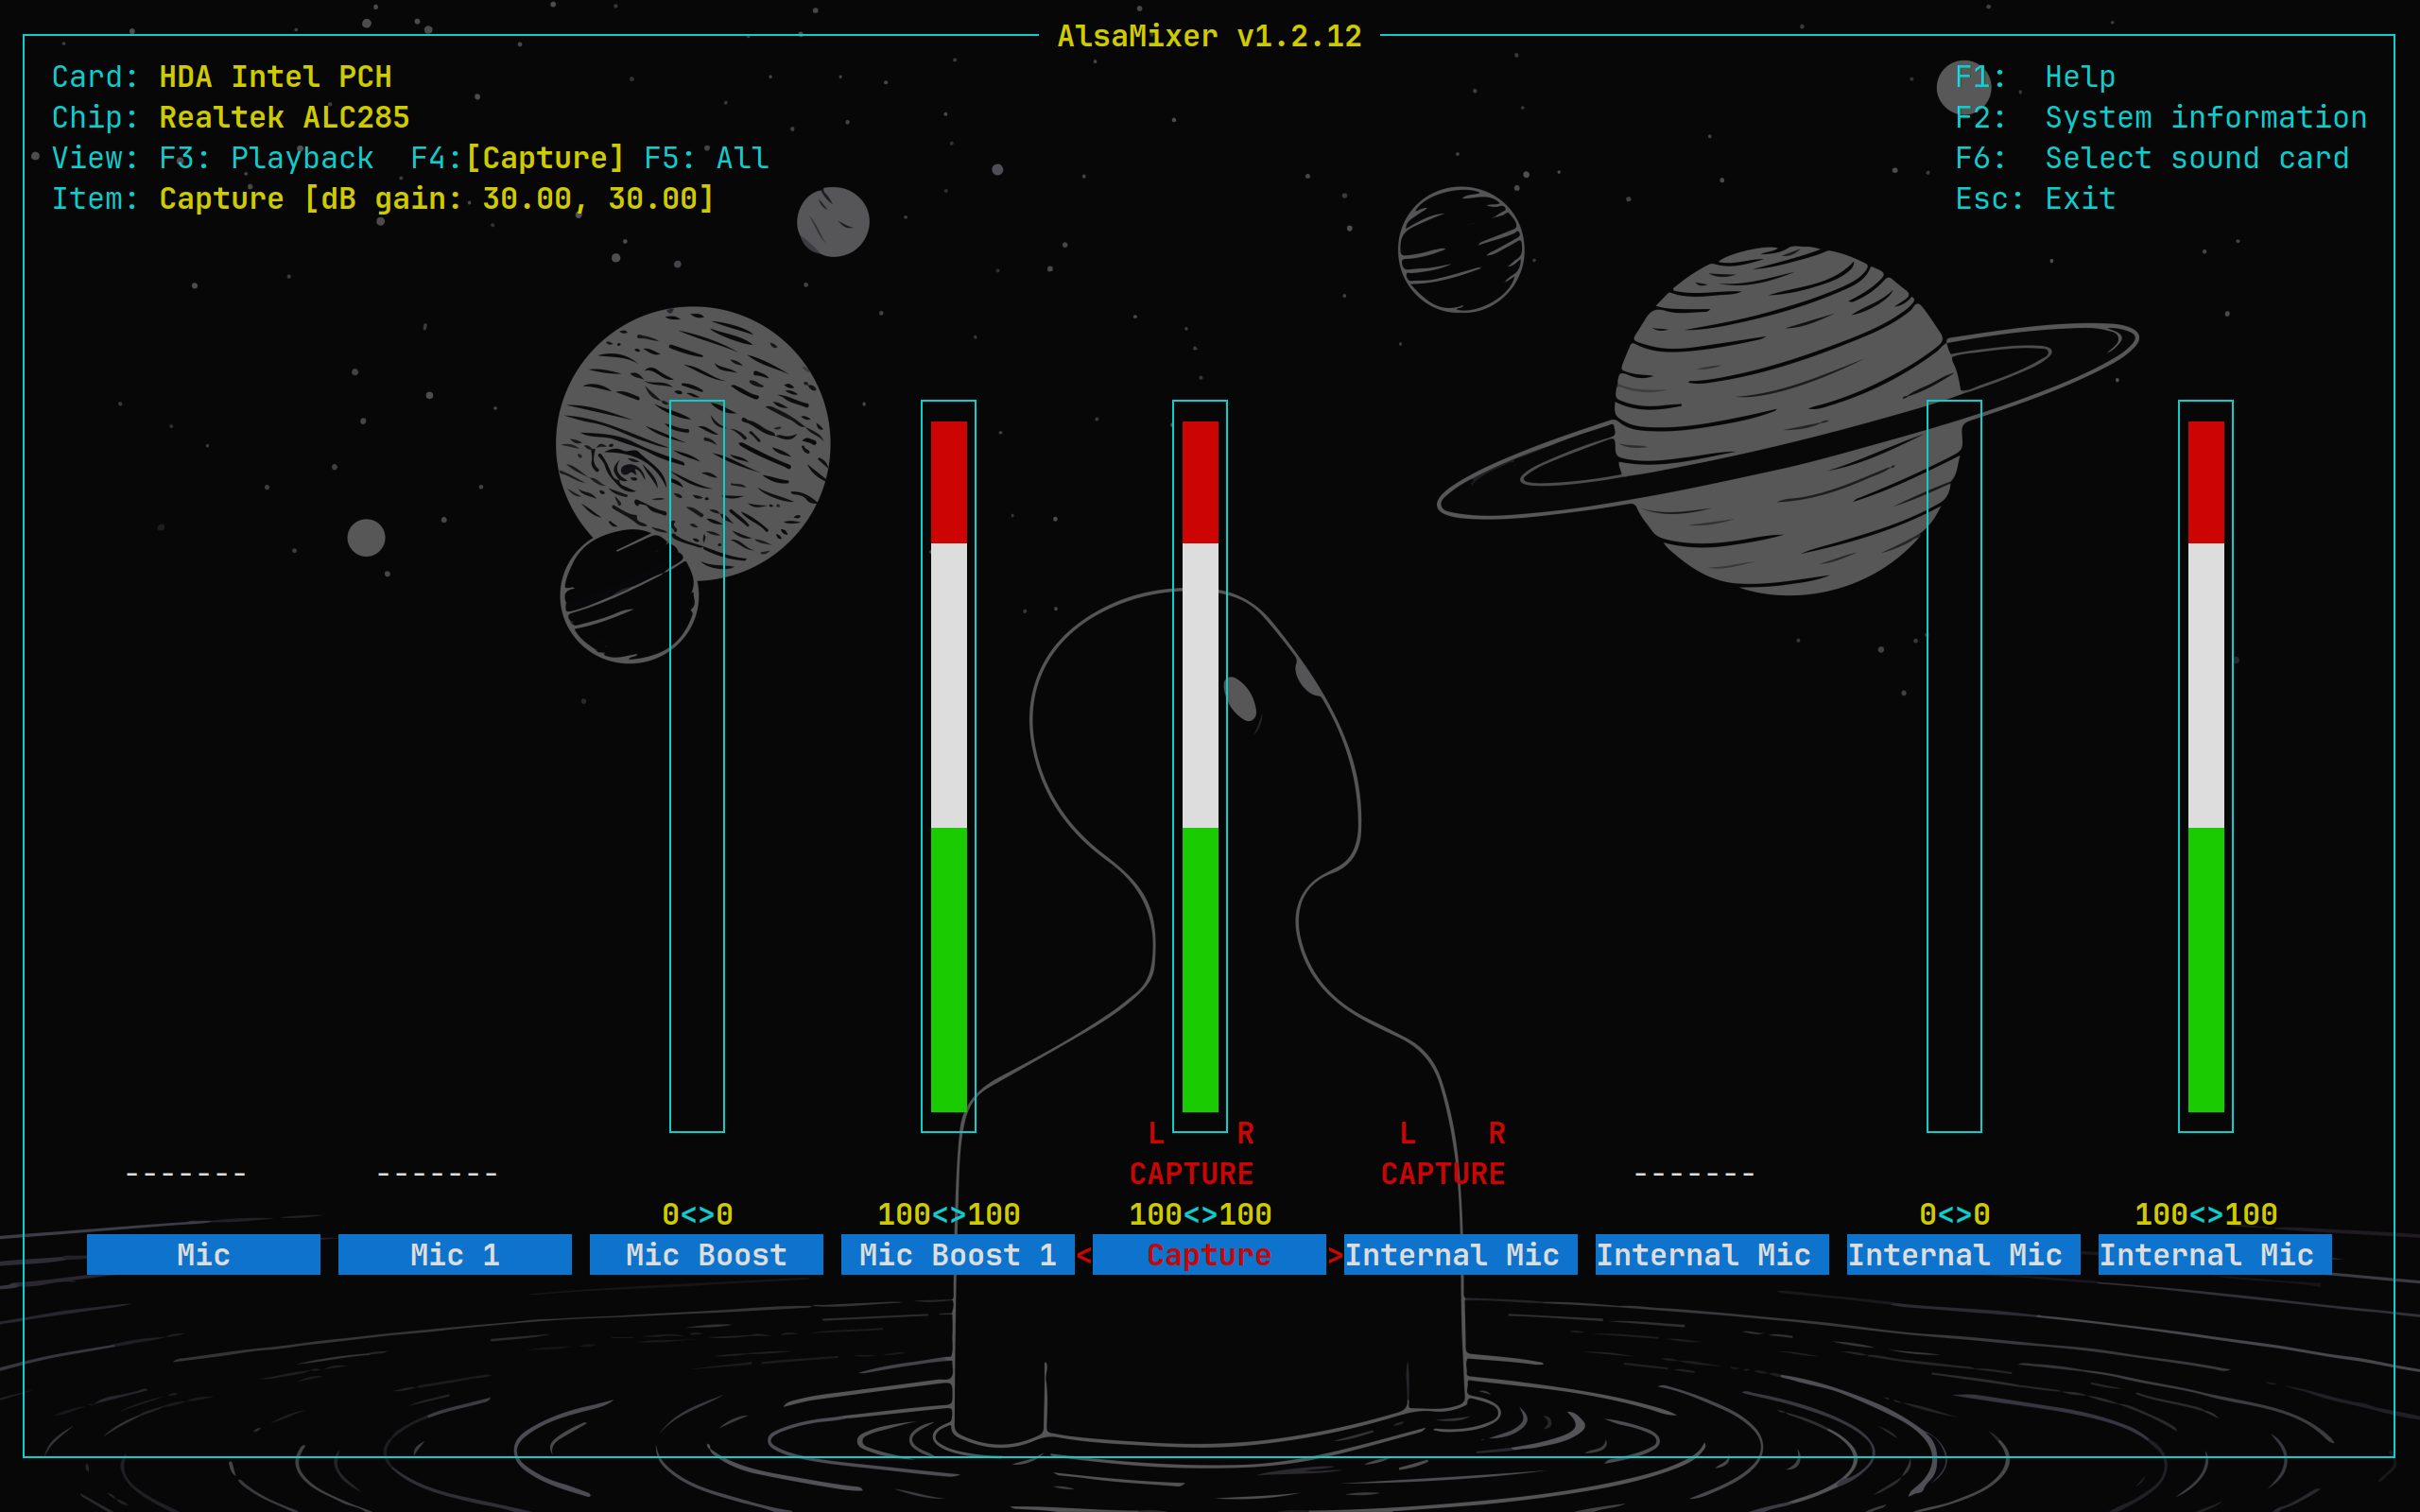 AlsaMixer v1.2.12
Card: HDA Intel PCH
F1:  Help
Chip: Realtek ALC285
F2:  System information
View: F3: Playback  F4:[Capture] F5: All
F6:  Select sound card
Item: Capture [dB gain: 30.00, 30.00]
Esc: Exit
L    R
L    R
-------
-------
CAPTURE
CAPTURE
-------
0<>0
100<>100
100<>100
0<>0
100<>100
Mic
Mic 1
Mic Boost
Mic Boost 1
< Capture >
Internal Mic
Internal Mic
Internal Mic
Internal Mic